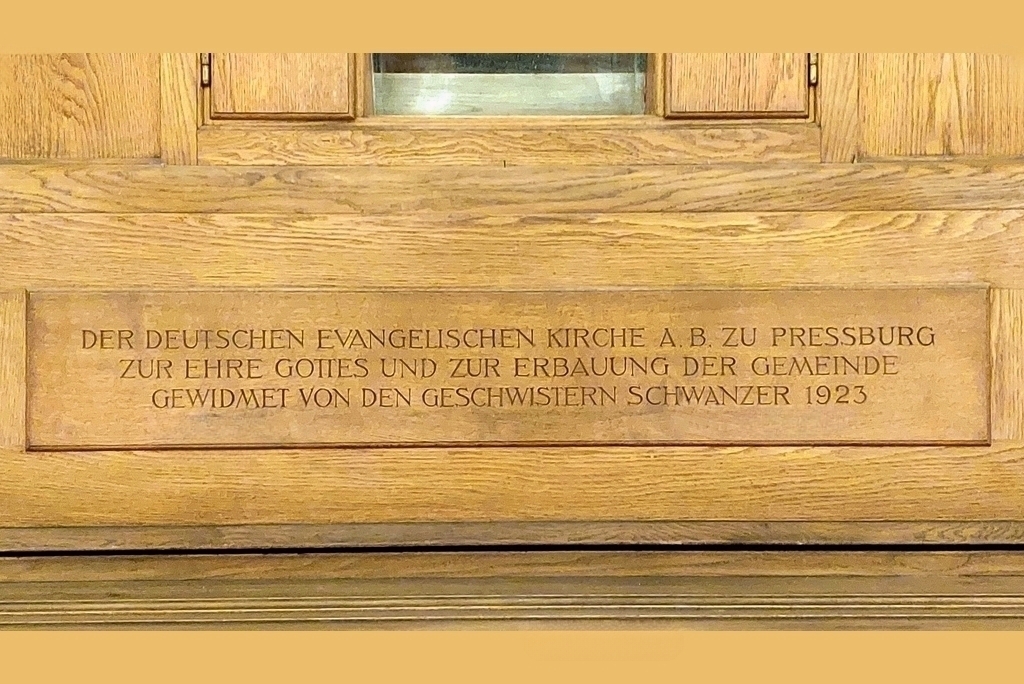 DER DEUTSCHEN EVANGELISCHEN KIRCHE A. B. ZU PRESSBURG
ZUR EHRE GOTTES UND ZUR ERBAUUNG DER GEMEINDE
GEWIDMET VON DEN GESCHWISTERN SCHWANZER 1923